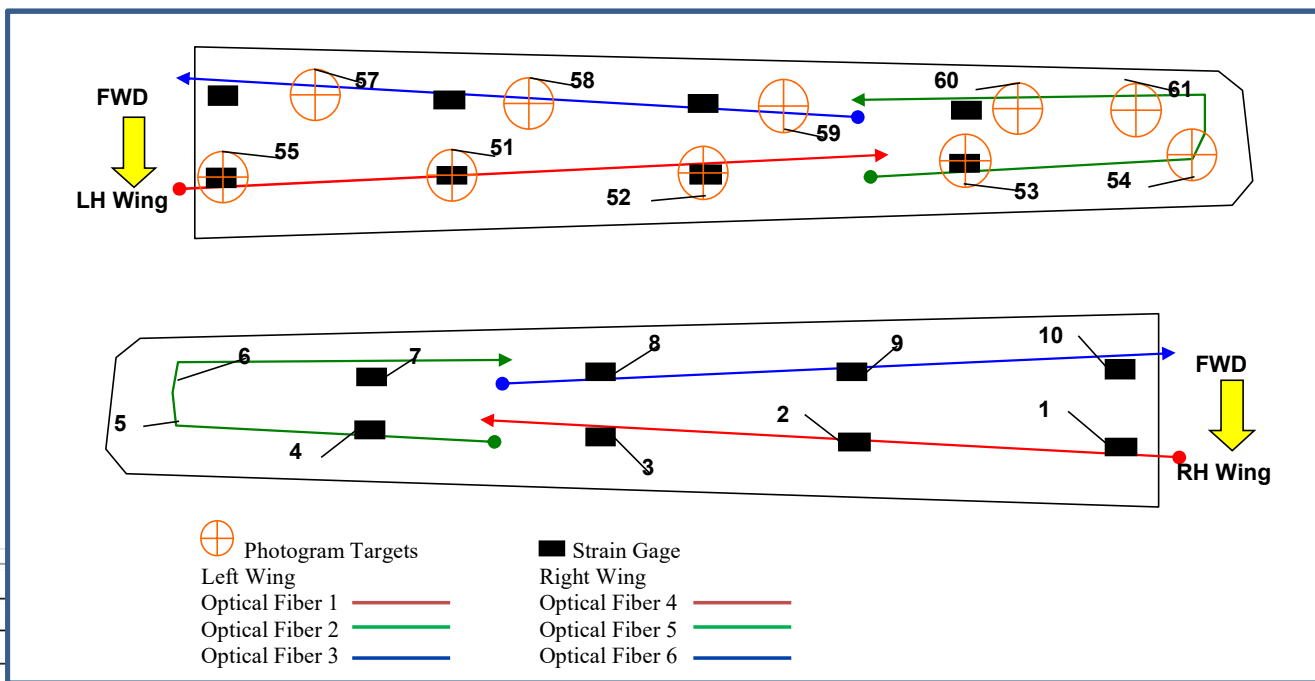 57
58
60
61
FWD
59
55
51
LH Wing
52
53
54
8
9
10
FWD
6
7
5
4
3
2
1
RH Wing
Photogram Targets
Strain Gage
Left Wing
Right Wing
Optical Fiber 1
Optical Fiber 4
Optical Fiber 2
Optical Fiber 5
Optical Fiber 3
Optical Fiber 6